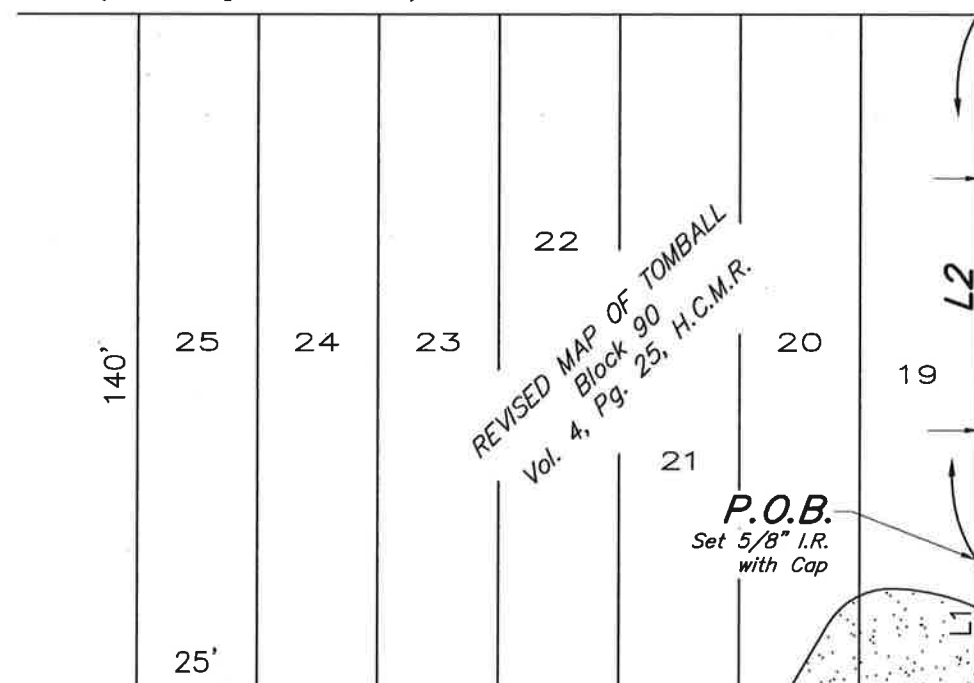 22
REVISED MAP OF TOMBALL
Block 90
Vol. 4, Pg. 25, H.C.M.R.
L2
140'
25
24
23
20
19
21
P.O.B.
Set 5/8" I.R.
with Cap
L1
25'